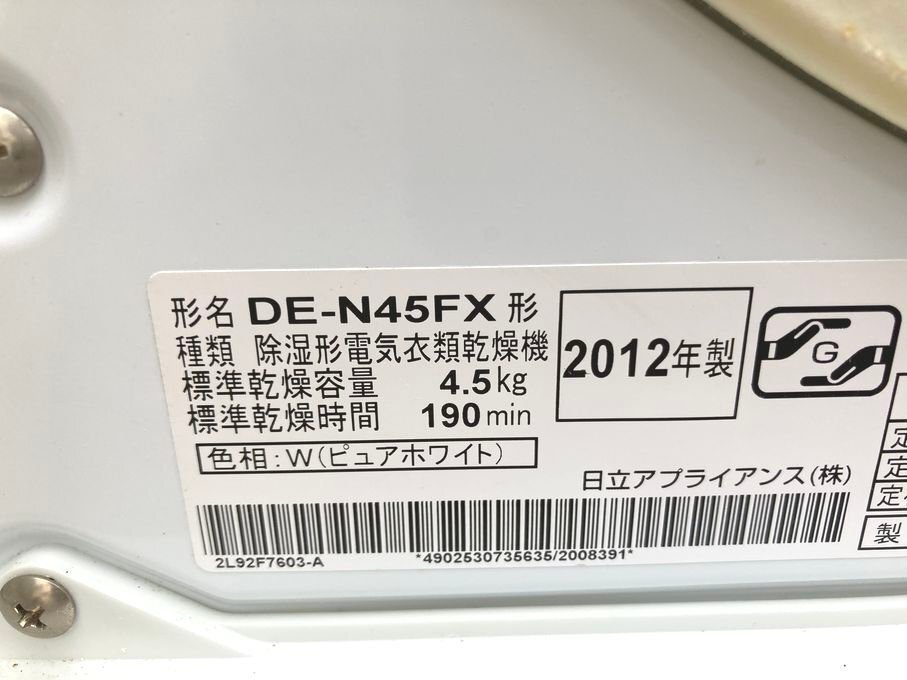 形名 DE-N45FX 形
種類 除湿形電気衣類乾燥機
標準乾燥容量 4.5kg
標準乾燥時間 190min
2012年製
G
色相:W(ピュアホワイト)
日立アプライアンス(株)
2L92F7603-A
*4902530735635/2008391*
定
定
定
製